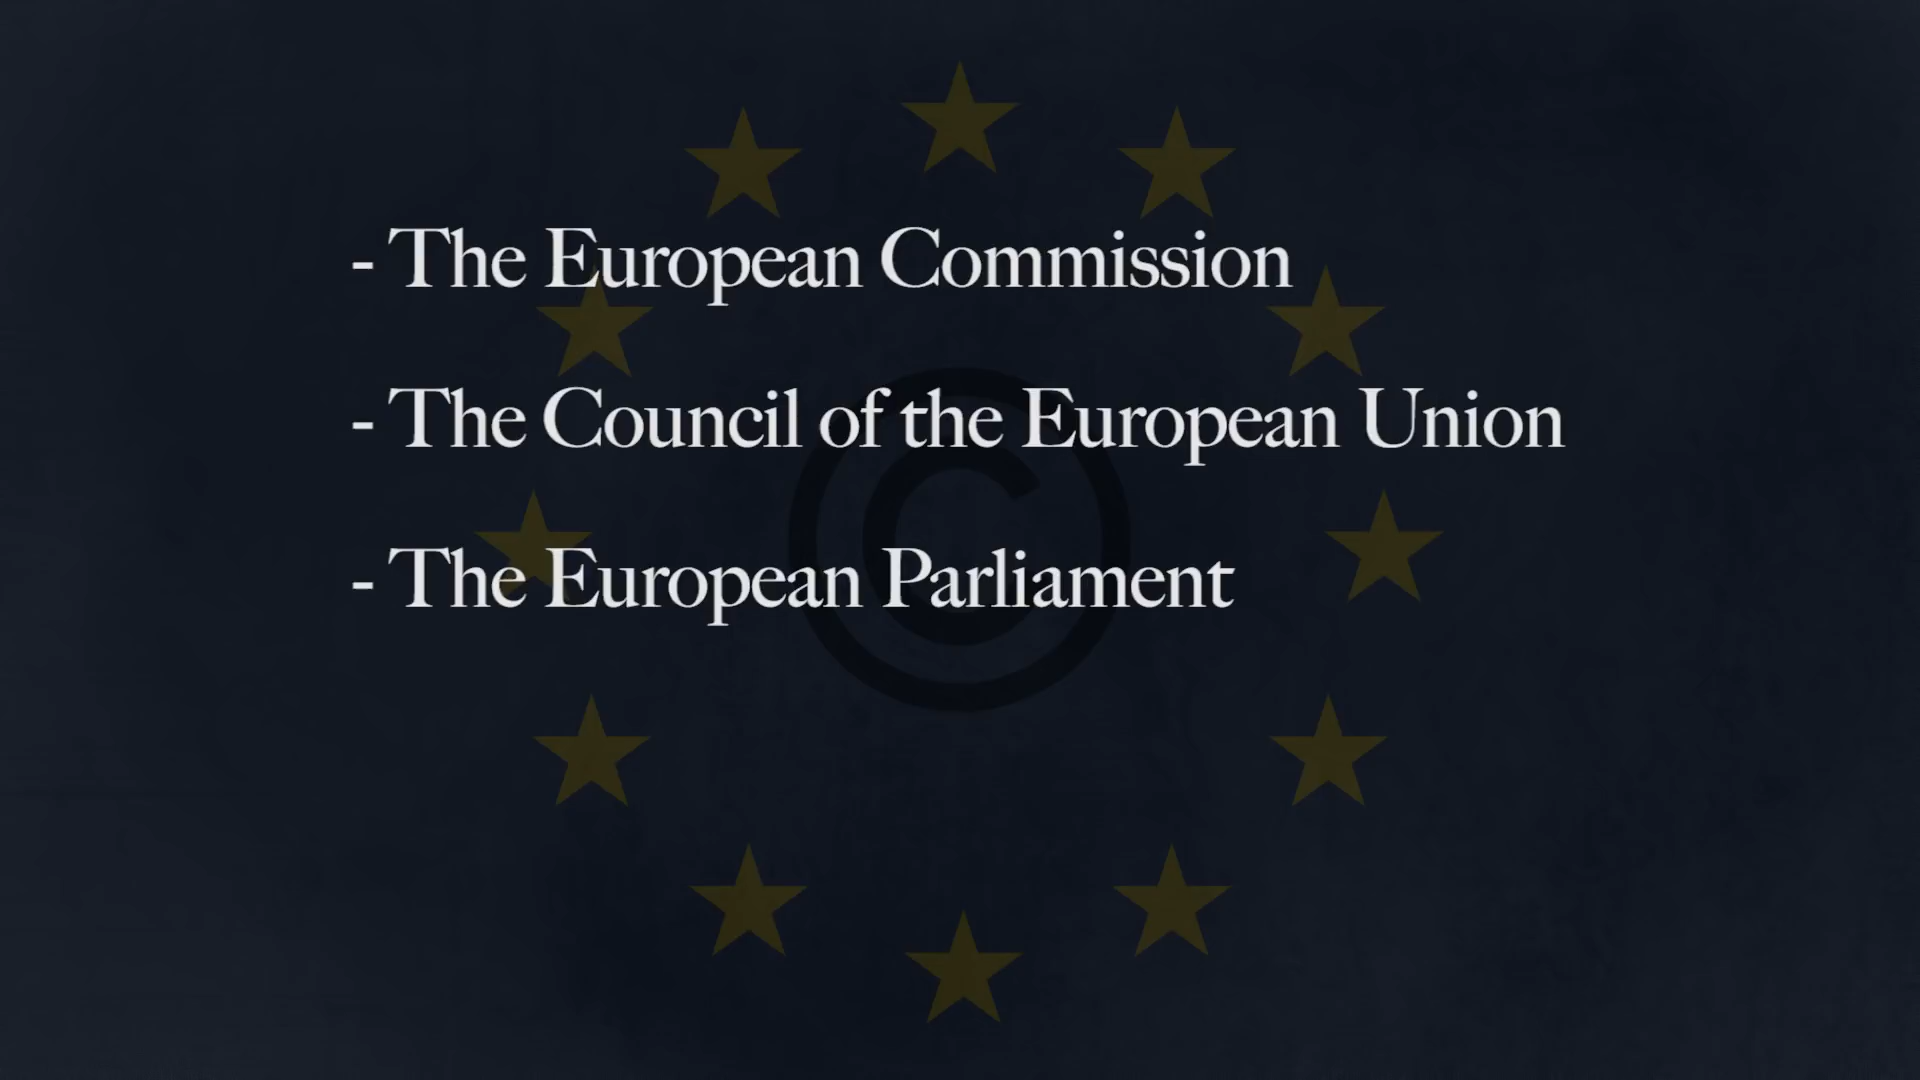 - The European Commission
- The Council of the European Union
- The European Parliament
©